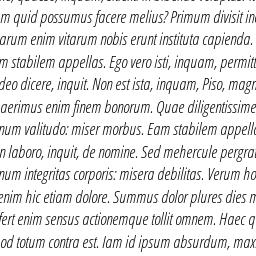 m quid possumus facere melius? Primum divisit in
arum enim vitarum nobis erunt instituta capienda.
m stabilem appellas. Ego vero isti, inquam, permitt
deo dicere, inquit. Non est ista, inquam, Piso, magn
aerimus enim finem bonorum. Quae diligentissime
num valitudo: miser morbus. Eam stabilem appella
n laboro, inquit, de nomine. Sed mehercule pergrat
num integritas corporis: misera debilitas. Verum ho
enim hic etiam dolore. Summus dolor plures dies m
fert enim sensus actionemque tollit omnem. Haec q
od totum contra est. Iam id ipsum absurdum, maxi